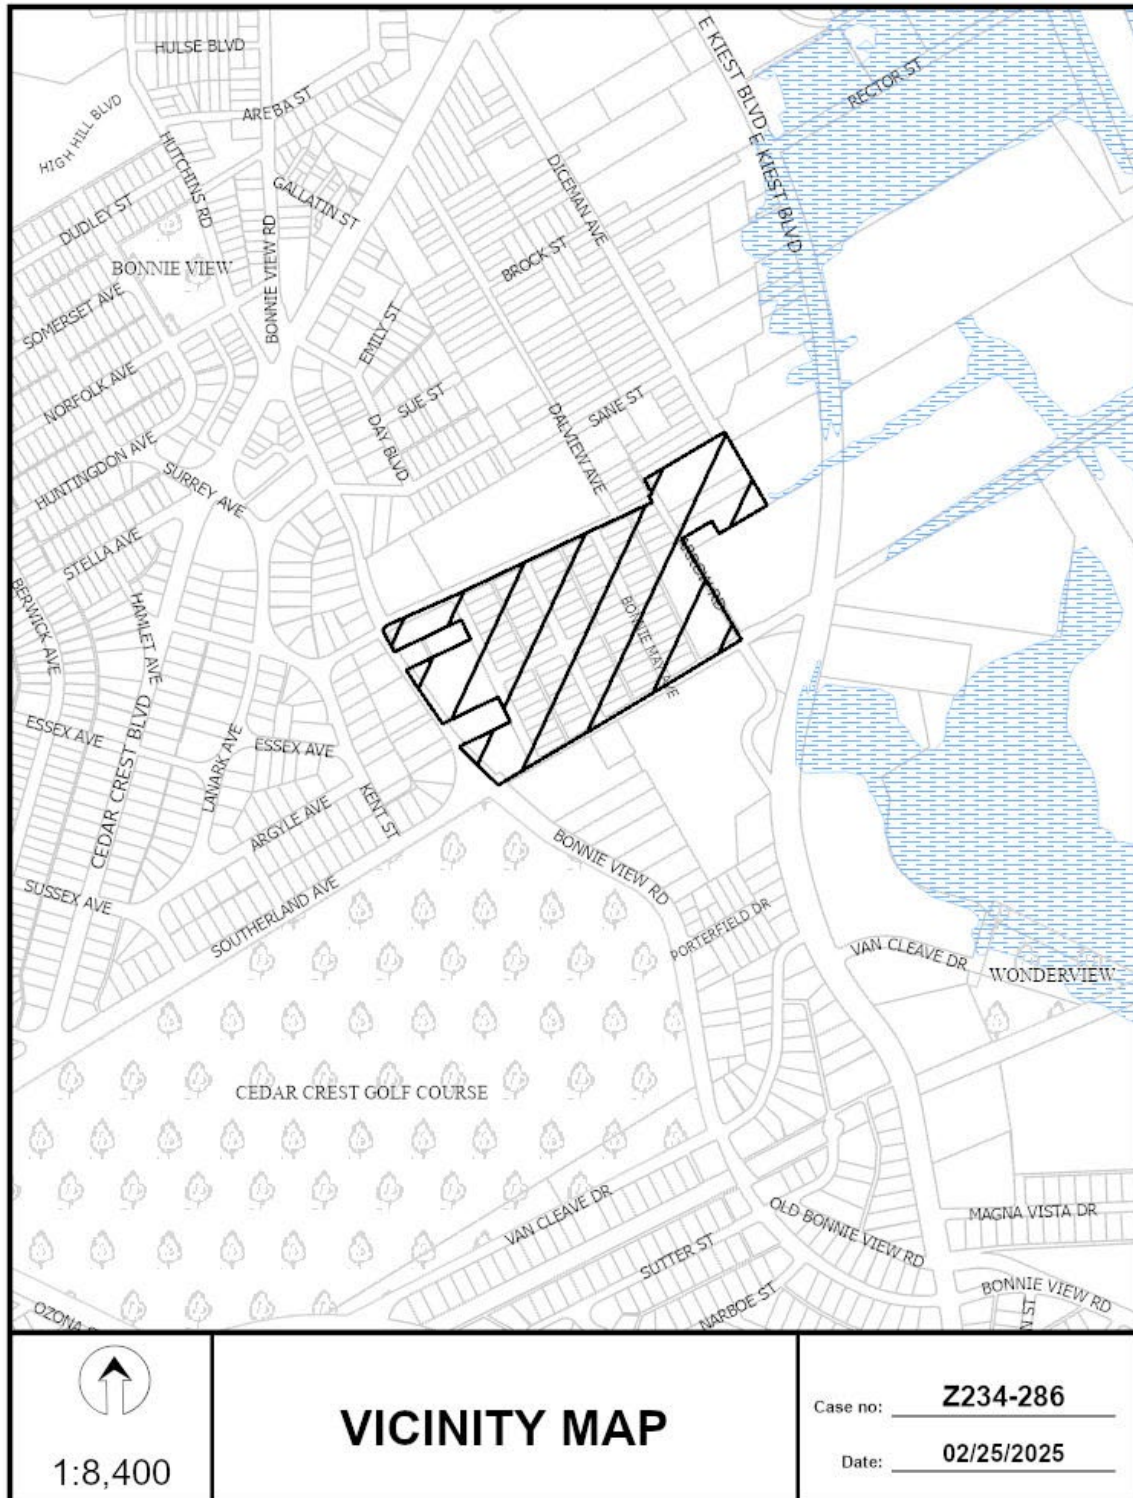 E KIEST BLVD
HULSE BLVD
RECTOR ST
AREBA ST
E KIEST BLVD
HIGH HILL BLVD
HUTCHINS RD
DICEMAN AVE
GALLATIN ST
DUDLEY ST
BONNIE VIEW RD
BROCK ST
BONNIE VIEW
SOMERSET AVE
EMILY ST
NORFOLK AVE
SUE ST
SANE ST
DAY BLVD
DALVIEW AVE
HUNTINGDON AVE
SURREY AVE
STELLA AVE
BERWICK AVE
HAMLET AVE
BONNIE MAY AVE
ESSEX AVE
ESSEX AVE
LANARK AVE
CEDAR CREST BLVD
KENT ST
ARGYLE AVE
BONNIE VIEW RD
SUSSEX AVE
SOUTHERLAND AVE
PORTERFIELD DR
VAN CLEAVE DR
WONDERVIEW
CEDAR CREST GOLF COURSE
VAN CLEAVE DR
OLD BONNIE VIEW RD
MAGNA VISTA DR
SUTTER ST
BONNIE VIEW RD
NARBOE ST
OZONA
1:8,400
VICINITY MAP
Case no: Z234-286
Date: 02/25/2025